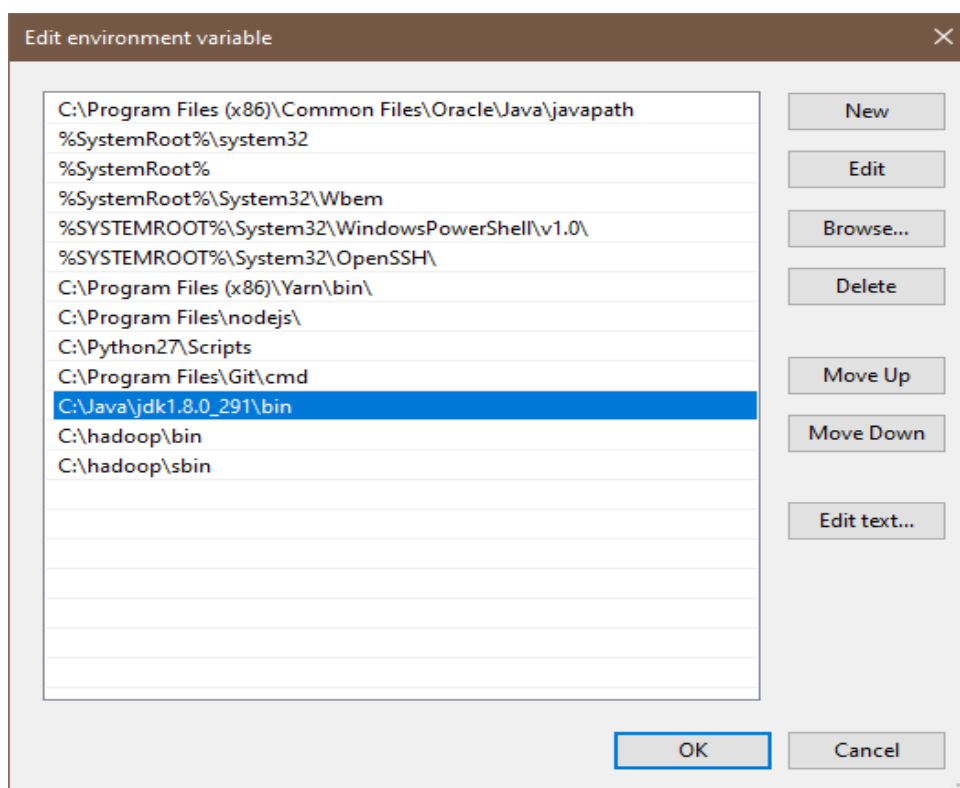 Edit environment variable
C:\Program Files (x86)\Common Files\Oracle\Java\javapath
%SystemRoot%\system32
%SystemRoot%
%SystemRoot%\System32\Wbem
%SYSTEMROOT%\System32\WindowsPowerShell\v1.0\
%SYSTEMROOT%\System32\OpenSSH\
C:\Program Files (x86)\Yarn\bin\
C:\Program Files\nodejs\
C:\Python27\Scripts
C:\Program Files\Git\cmd
C:\Java\jdk1.8.0_291\bin
C:\hadoop\bin
C:\hadoop\sbin
New
Edit
Browse...
Delete
Move Up
Move Down
Edit text...
OK
Cancel